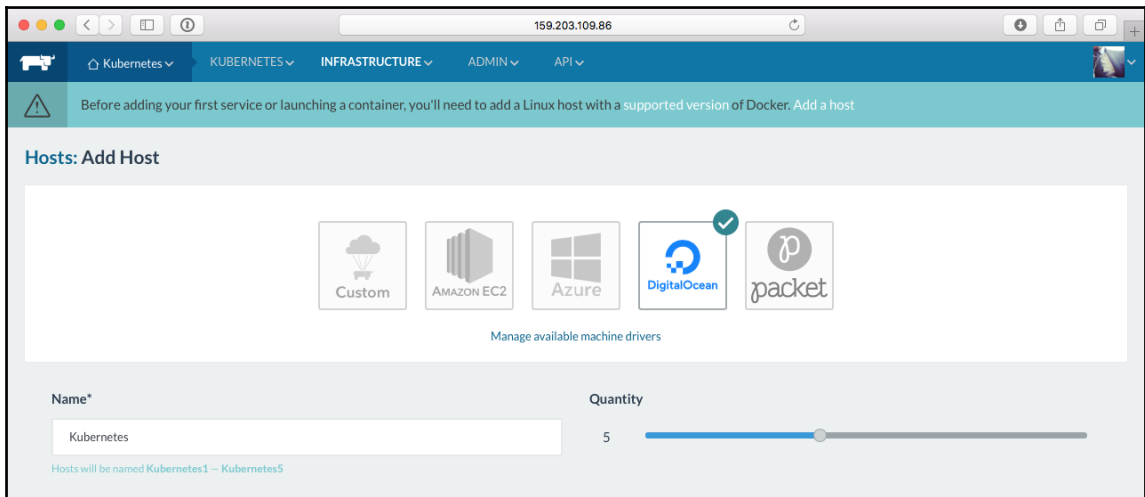 159.203.109.86
Kubernetes KUBERNETES INFRASTRUCTURE ADMIN API
Before adding your first service or launching a container, you'll need to add a Linux host with a supported version of Docker. Add a host
Hosts: Add Host
Custom AMAZON EC2 Azure DigitalOcean packet
Manage available machine drivers
Name* Quantity
Kubernetes 5
Hosts will be named Kubernetes1 — Kubernetes5